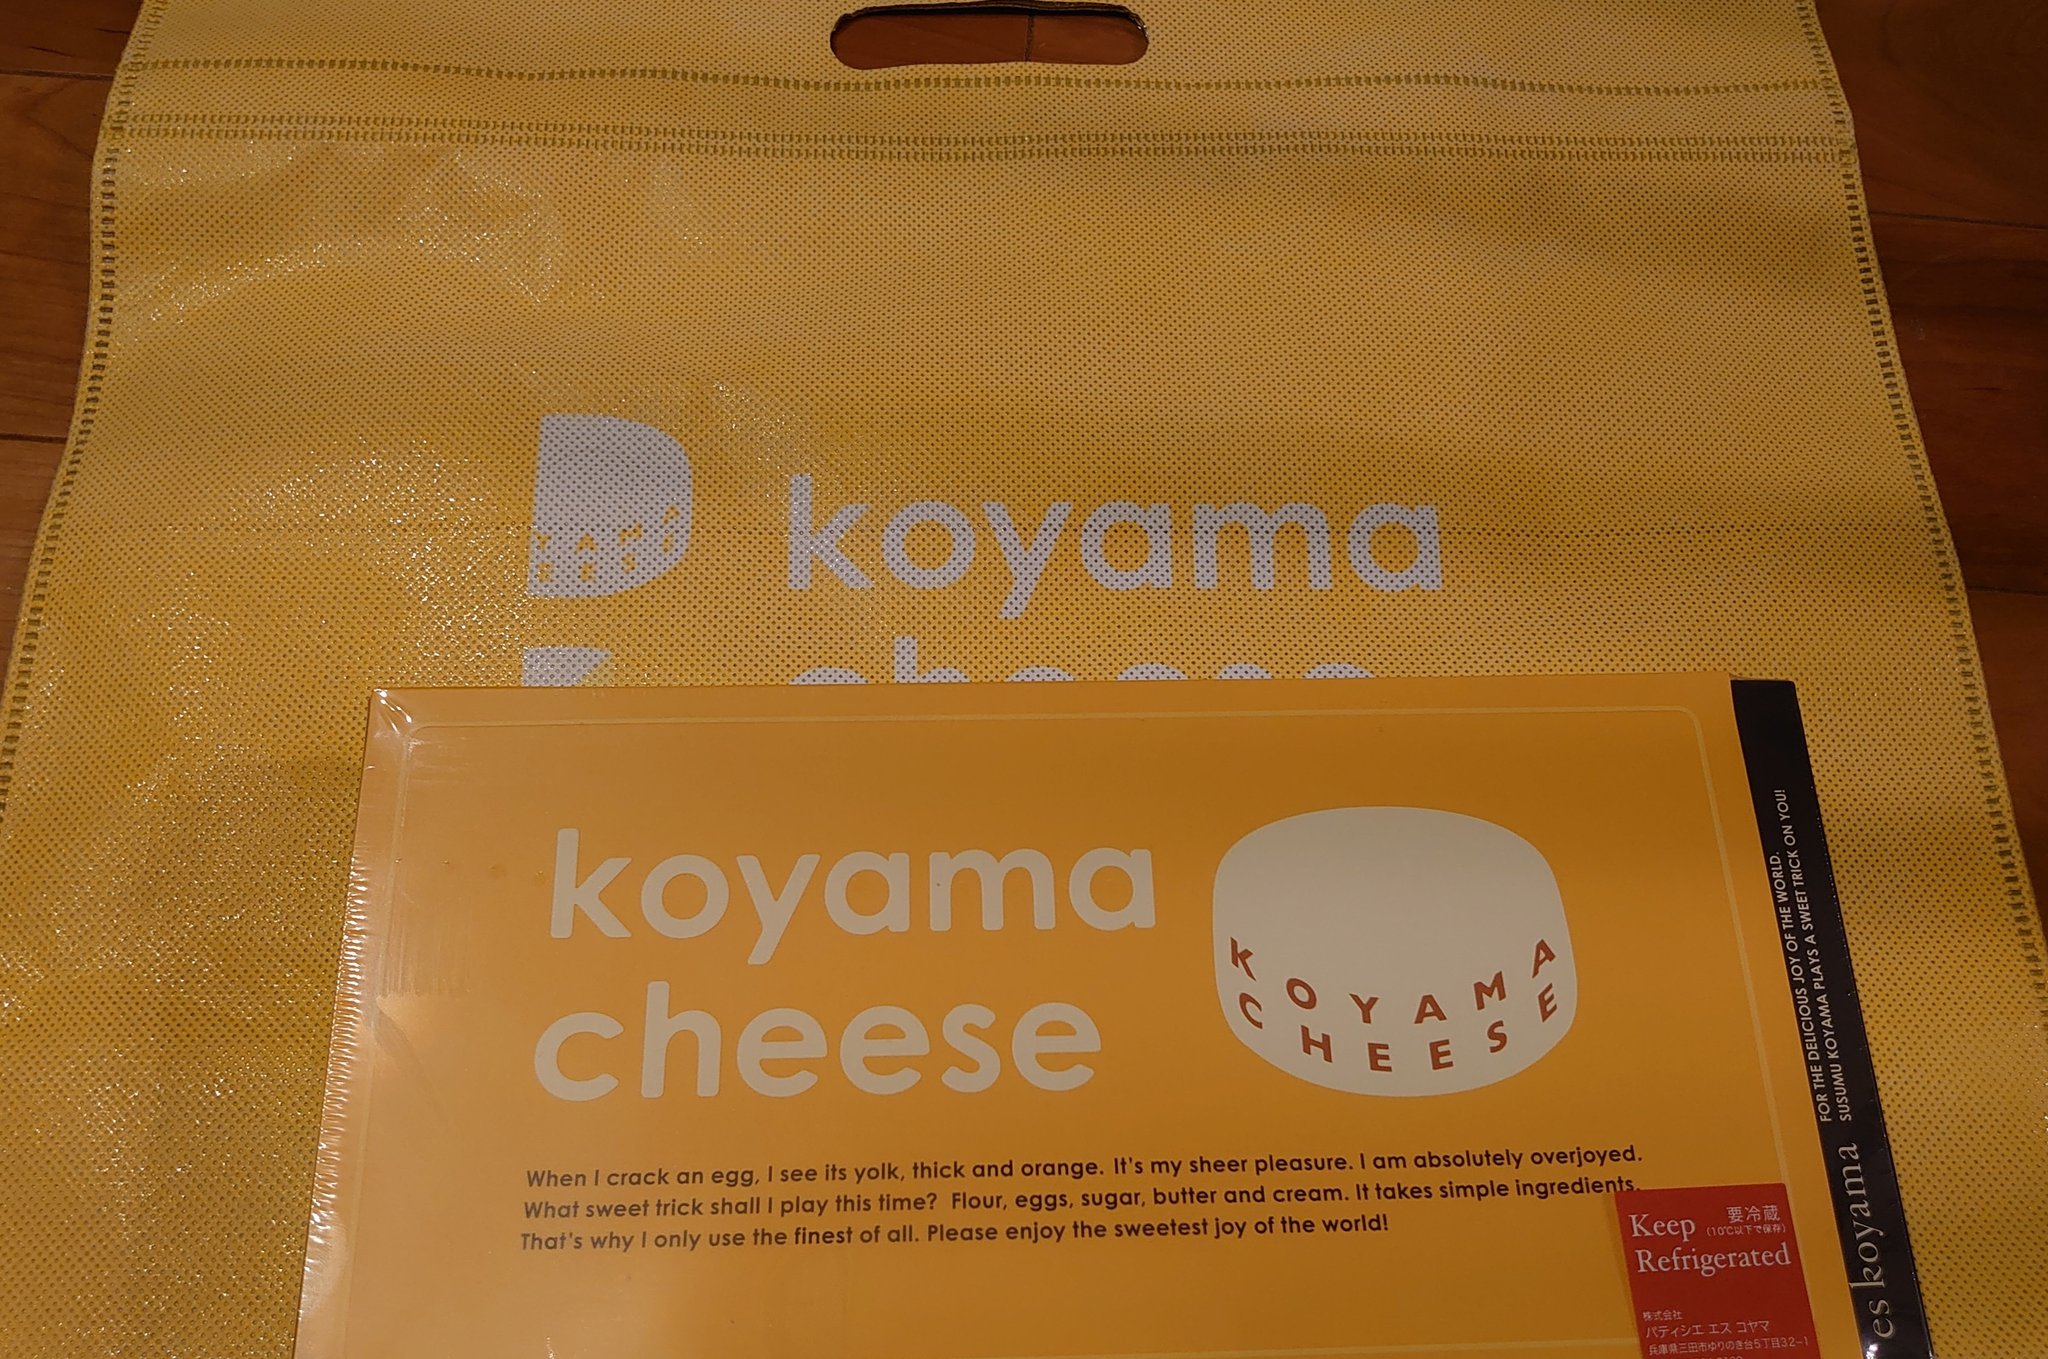 koyama
cheese
koyama
cheese
KOYAMA
CHEESE
When I crack an egg, I see its yolk, thick and orange. It's my sheer pleasure. I am absolutely overjoyed.
What sweet trick shall I play this time? Flour, eggs, sugar, butter and cream. It takes simple ingredients.
That's why I only use the finest of all. Please enjoy the sweetest joy of the world!
Keep 要冷蔵
(10℃以下で保存)
Refrigerated
株式会社
パティシエ エス コヤマ
兵庫県三田市ゆりのき台5丁目32-1
es koyama
FOR THE DELICIOUS JOY OF THE WORLD.
SUSUMU KOYAMA PLAYS A SWEET TRICK ON YOU!